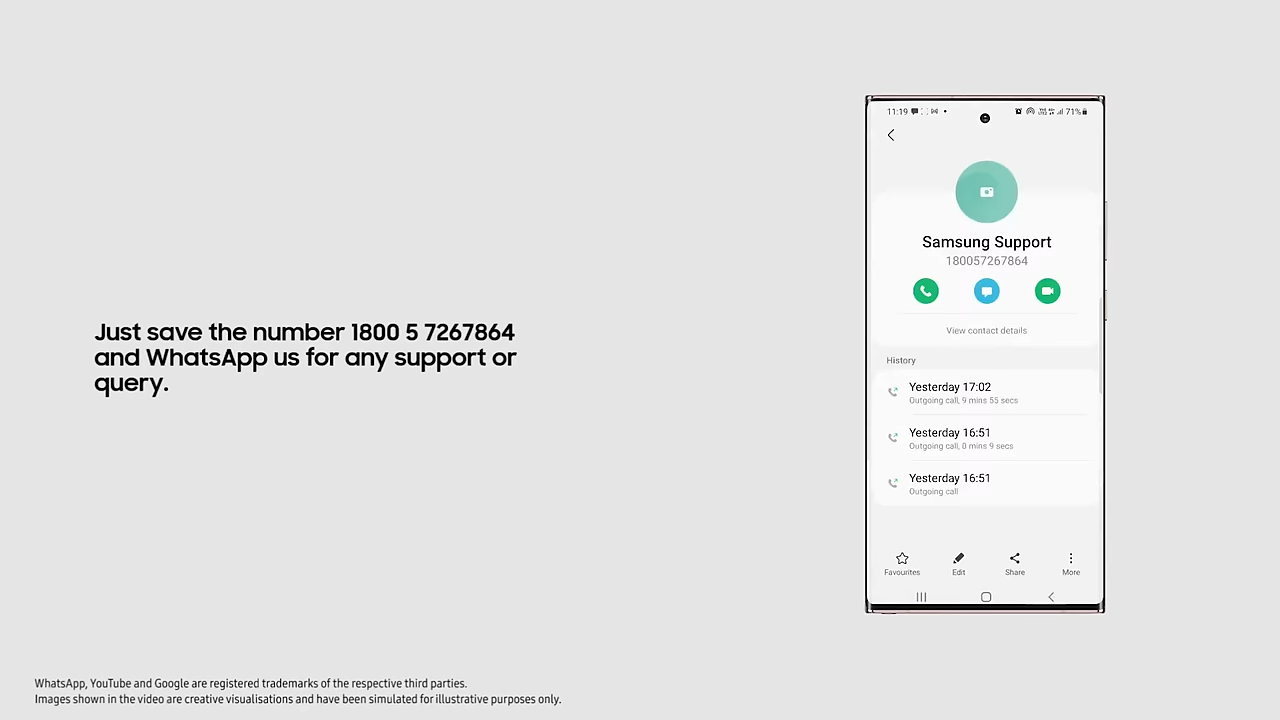 Just save the number 1800 5 7267864
and WhatsApp us for any support or
query.
11:19
71%
Samsung Support
180057267864
View contact details
History
Yesterday 17:02
Outgoing call, 9 mins 55 secs
Yesterday 16:51
Outgoing call, 0 mins 9 secs
Yesterday 16:51
Outgoing call
Favourites Edit Share More
WhatsApp, YouTube and Google are registered trademarks of the respective third parties.
Images shown in the video are creative visualisations and have been simulated for illustrative purposes only.